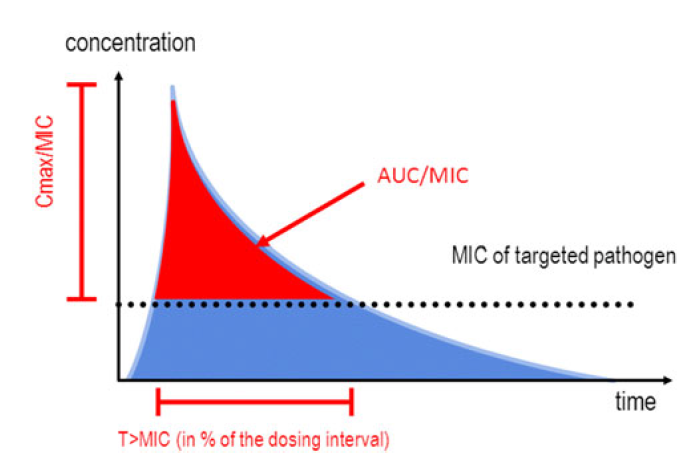 concentration
Cmax/MIC
AUC/MIC
MIC of targeted pathogen
time
T>MIC (in % of the dosing interval)